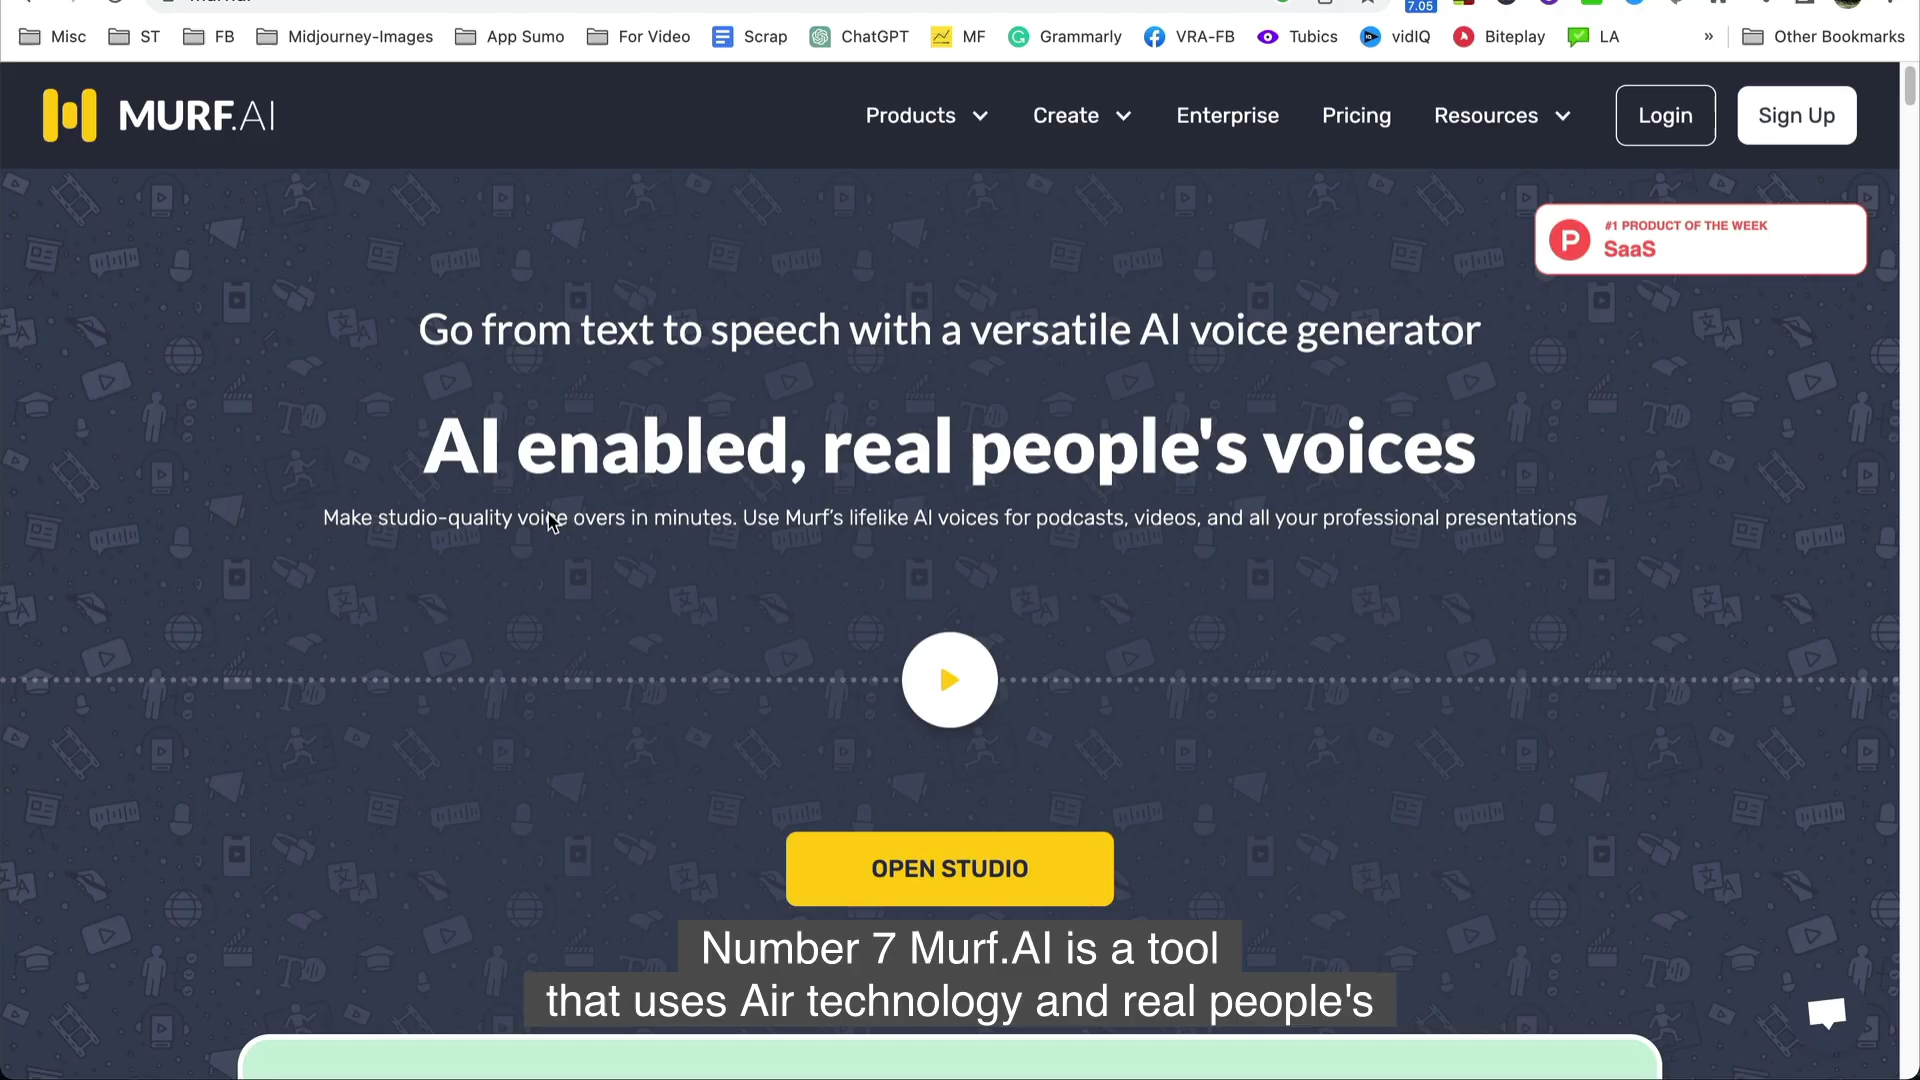 7.05
Misc ST FB Midjourney-Images App Sumo For Video Scrap ChatGPT MF Grammarly VRA-FB Tubics vidIQ Biteplay LA » Other Bookmarks
MURF.AI Products Create Enterprise Pricing Resources Login Sign Up
#1 PRODUCT OF THE WEEK
SaaS
Go from text to speech with a versatile AI voice generator
AI enabled, real people's voices
Make studio-quality voice overs in minutes. Use Murf's lifelike AI voices for podcasts, videos, and all your professional presentations
OPEN STUDIO
Number 7 Murf.AI is a tool
that uses Air technology and real people's